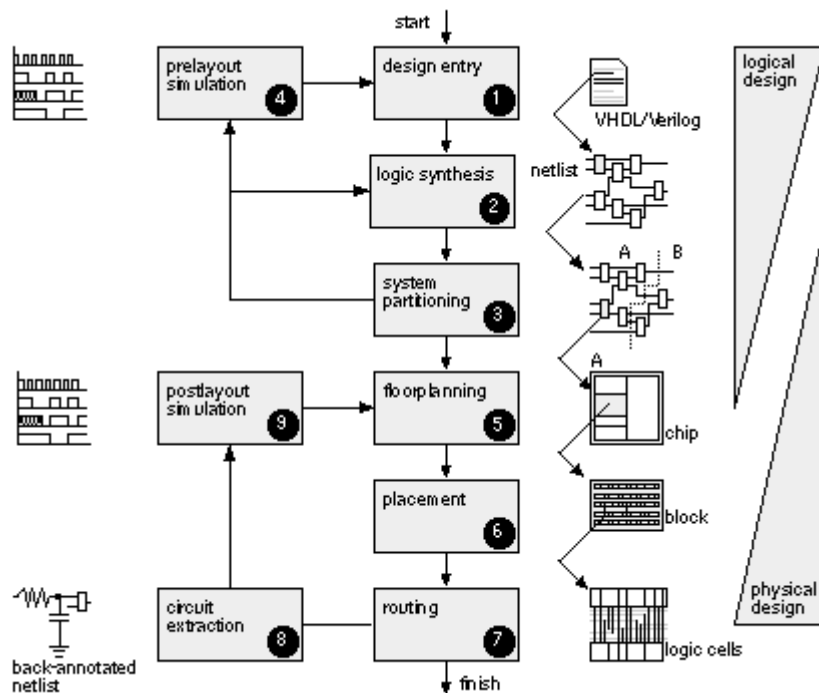 start
prelayout
simulation
4
design entry
1
VHDL/Verilog
logical
design
logic synthesis
2
netlist
system
partitioning
3
A
B
postlayout
simulation
9
floorplanning
5
A
chip
placement
6
block
circuit
extraction
8
routing
7
logic cells
physical
design
back-annotated
netlist
finish